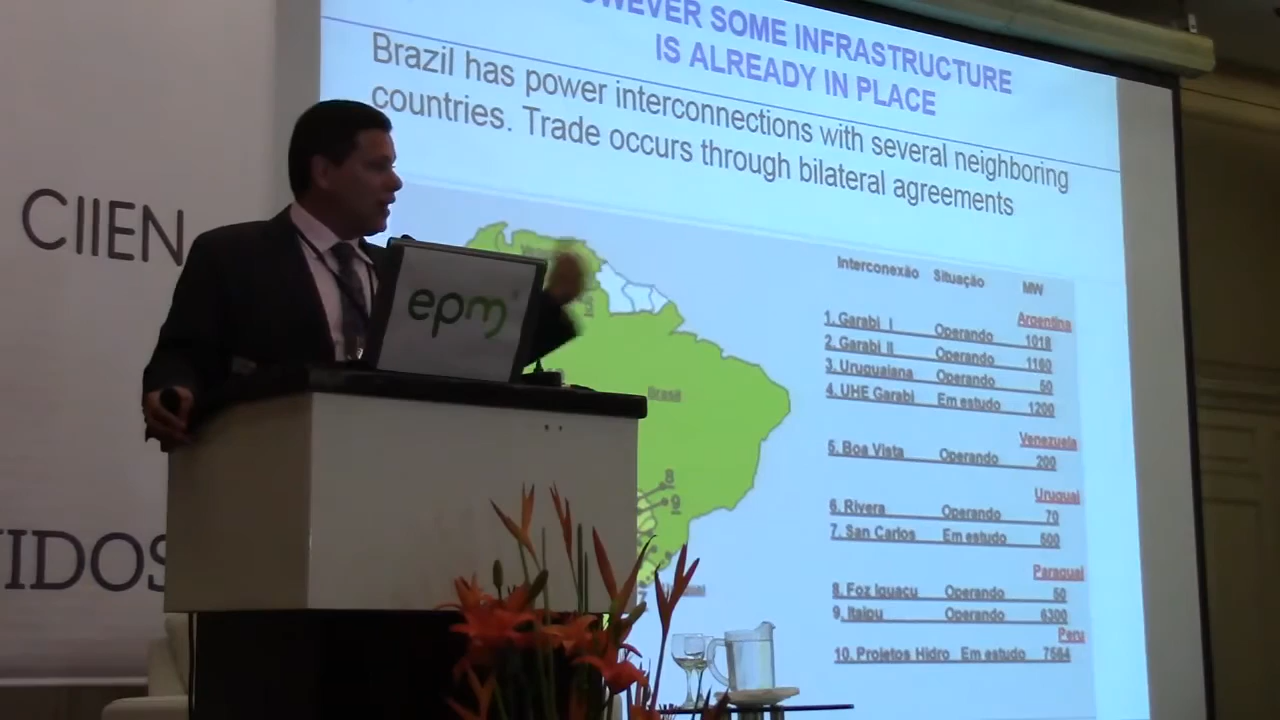 WEVER SOME INFRASTRUCTURE
IS ALREADY IN PLACE
Brazil has power interconnections with several neighboring
countries. Trade occurs through bilateral agreements
CIIEN
epm
VIDOS
Brasil
8
9
7
Interconexão Situação MW
Argentina
1. Garabi I Operando 1018
2. Garabi II Operando 1160
3. Uruguaiana Operando 50
4. UHE Garabi Em estudo 1200
Venezuela
5. Boa Vista Operando 200
Uruguai
6. Rivera Operando 70
7. San Carlos Em estudo 500
Paraguai
8. Foz Iguaçu Operando 50
9. Itaipu Operando 6300
Peru
10. Projetos Hidro Em estudo 7564